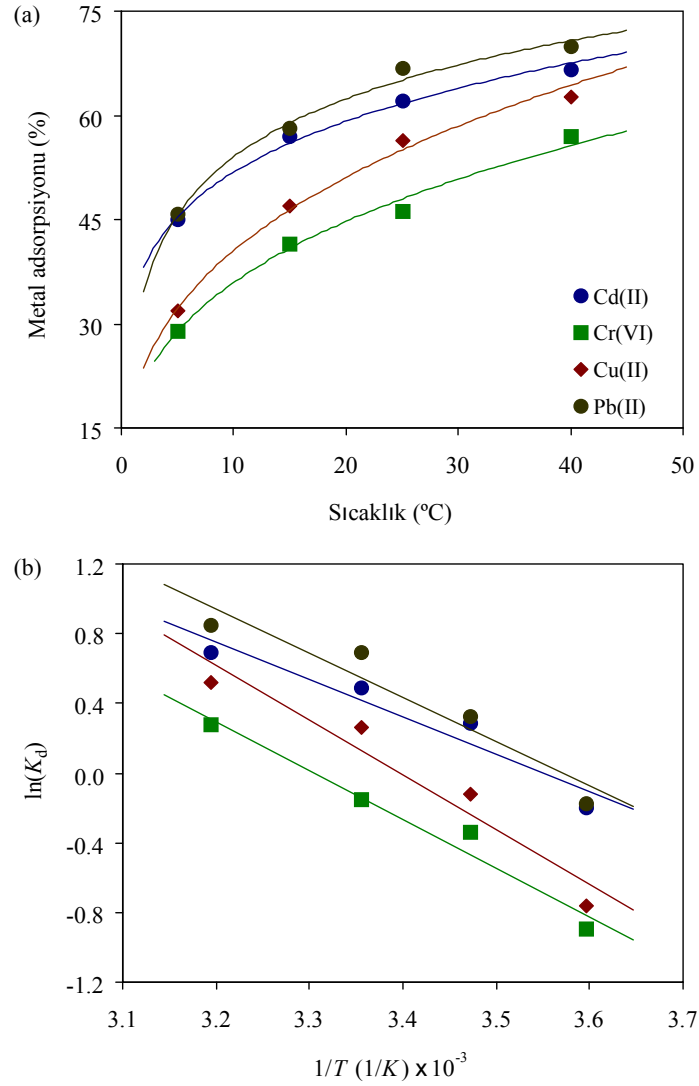 (a)
75
60
45
30
15
Metal adsorpsiyonu (%)
Cd(II)
Cr(VI)
Cu(II)
Pb(II)
0 10 20 30 40 50
Sıcaklık (ºC)
(b)
1.2
0.8
0.4
0.0
-0.4
-0.8
-1.2
ln(Kd)
3.1 3.2 3.3 3.4 3.5 3.6 3.7
1/T (1/K) x 10-3